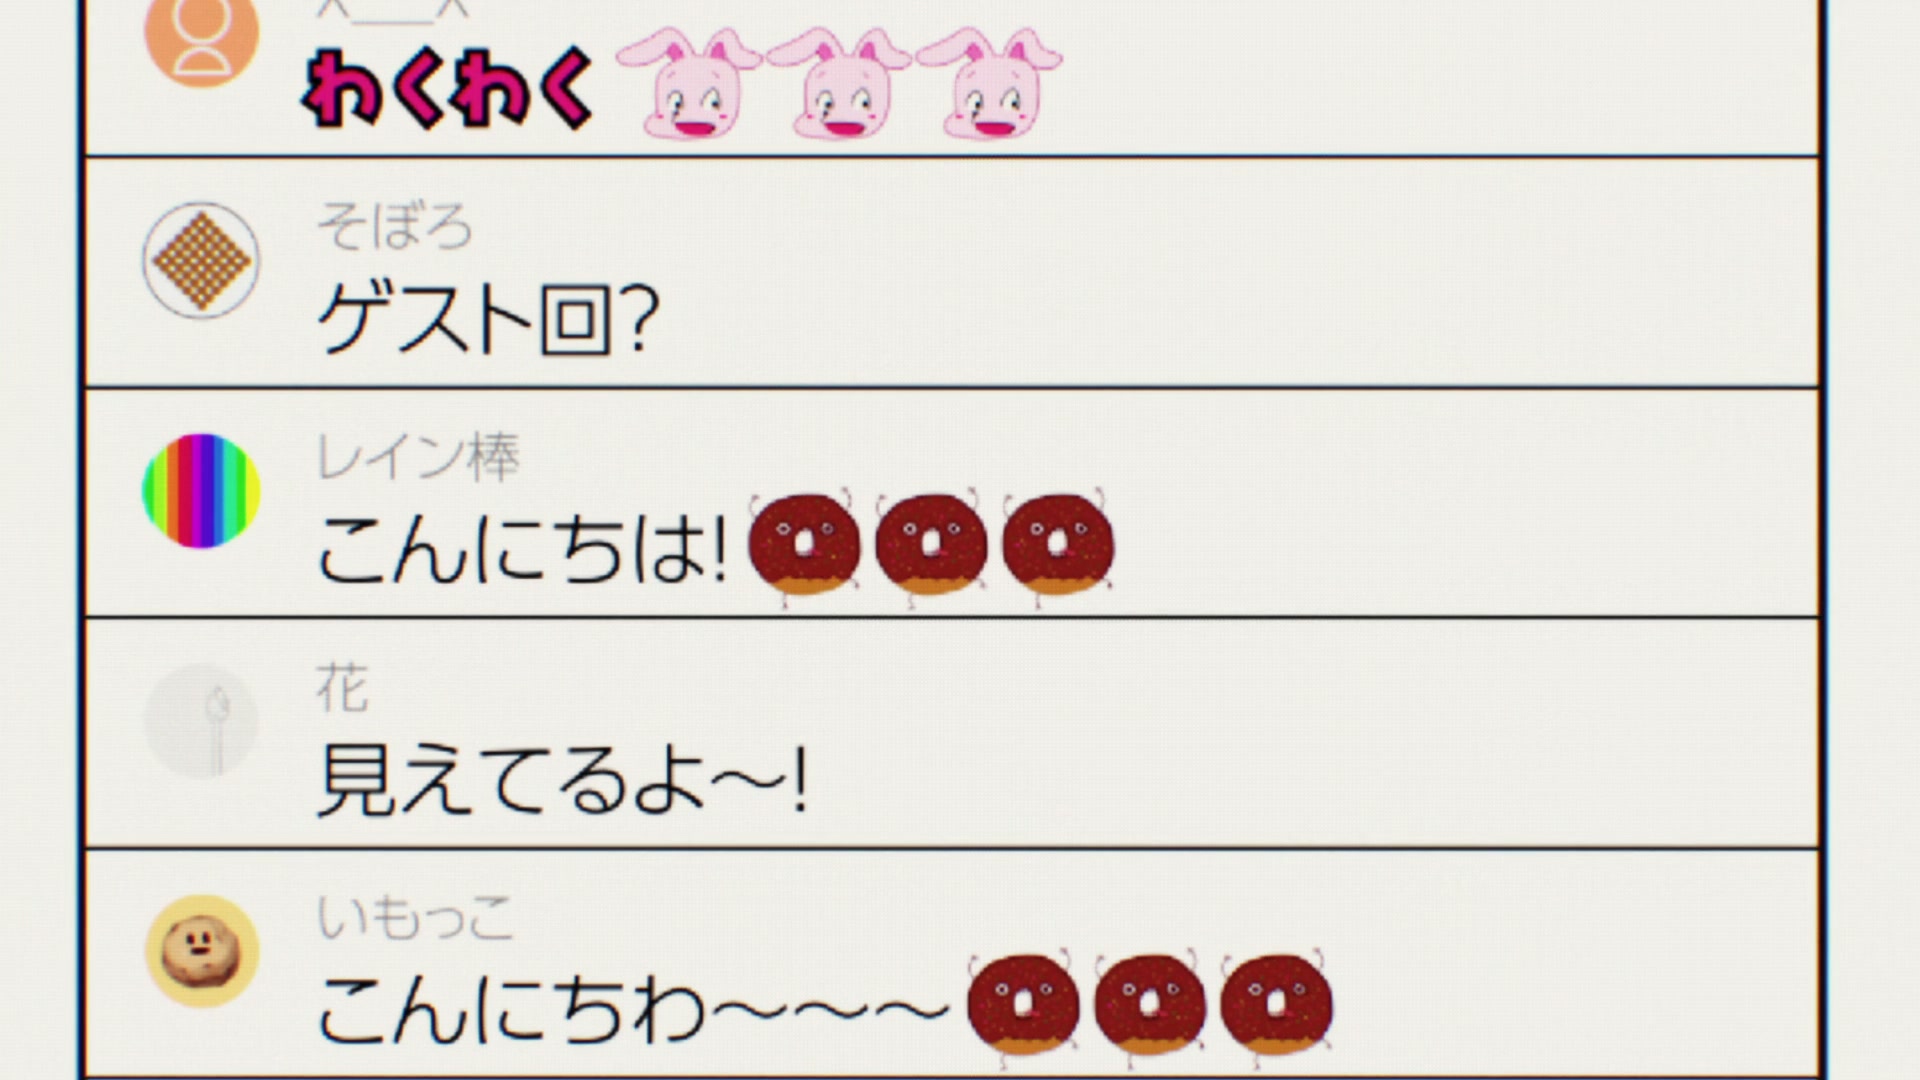 わくわく
そぼろ
ゲスト回?
レイン棒
こんにちは!
花
見えてるよ〜!
いもっこ
こんにちわ〜〜〜